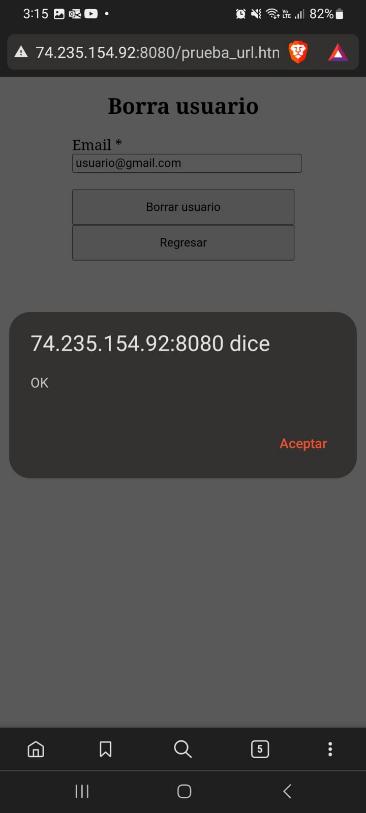 3:15
82%
74.235.154.92:8080/prueba_url.htn
Borra usuario
Email *
usuario@gmail.com
Borrar usuario
Regresar
74.235.154.92:8080 dice
OK
Aceptar
5